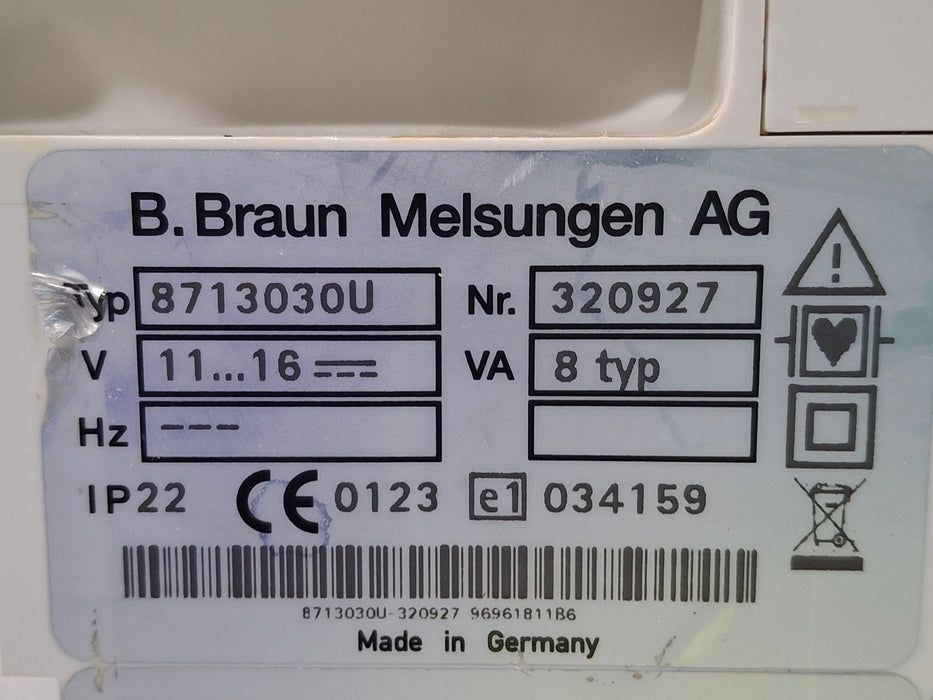 B. Braun Melsungen AG
Typ 8713030U Nr. 320927
V 11...16 VA 8 typ
Hz ---
IP22 CE 0123 e1 034159
8713030U-320927 96961811B6
Made in Germany